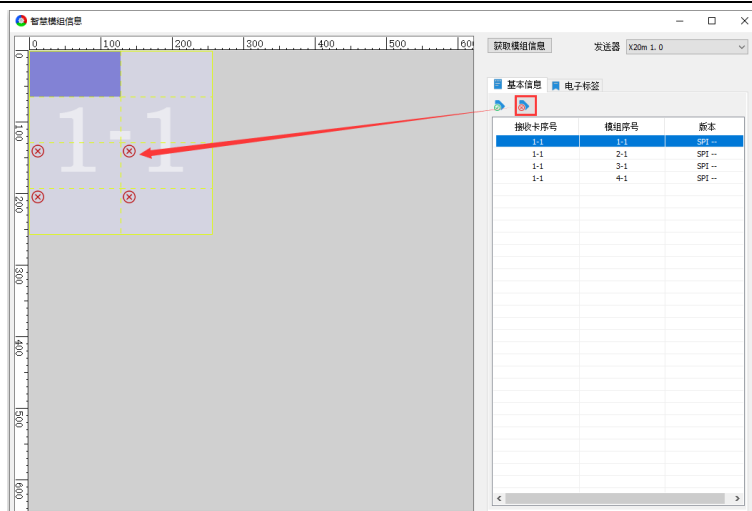 智慧模组信息
0 100 200 300 400 500 600
0
100
200
300
400
500
600
1-1
获取模组信息 发送器 X20m 1.0
基本信息 电子标签
接收卡序号 模组序号 版本
1-1 1-1 SPI --
1-1 2-1 SPI --
1-1 3-1 SPI --
1-1 4-1 SPI --